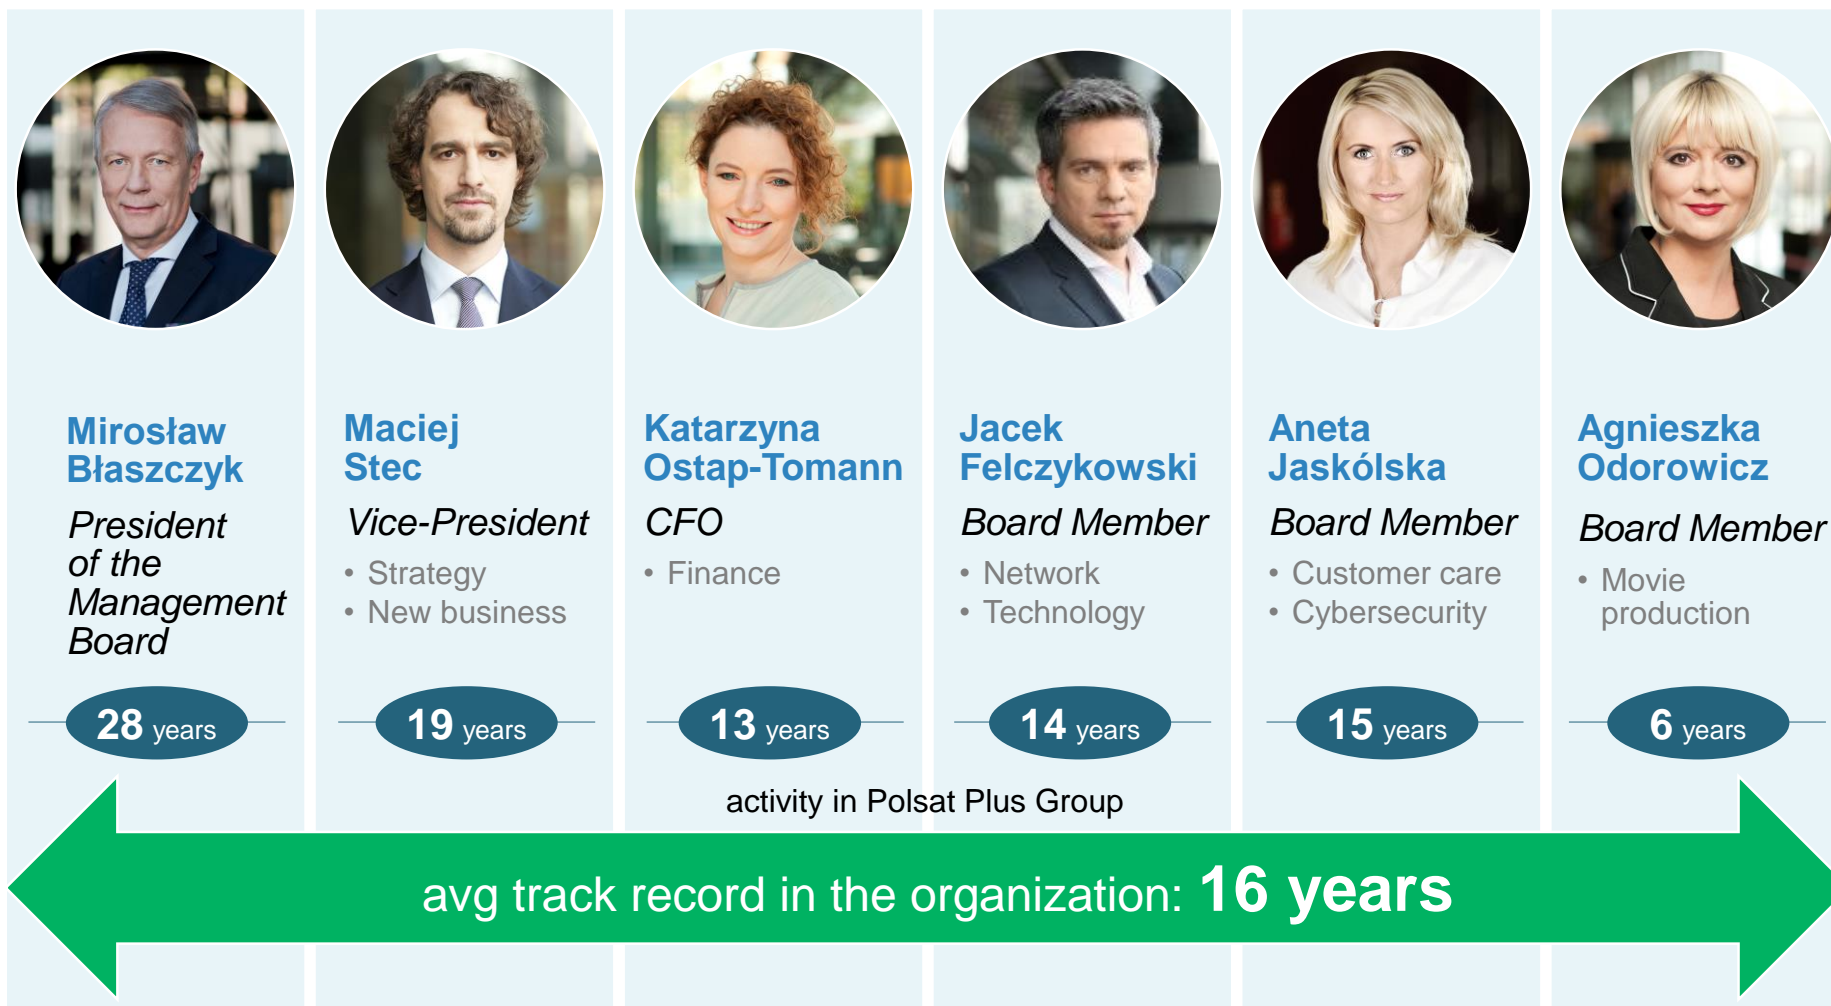 Mirosław
Błaszczyk
President
of the
Management
Board
28 years
Maciej
Stec
Vice-President
• Strategy
• New business
19 years
Katarzyna
Ostap-Tomann
CFO
• Finance
13 years
Jacek
Felczykowski
Board Member
• Network
• Technology
14 years
Aneta
Jaskólska
Board Member
• Customer care
• Cybersecurity
15 years
Agnieszka
Odorowicz
Board Member
• Movie
production
6 years
activity in Polsat Plus Group
avg track record in the organization: 16 years